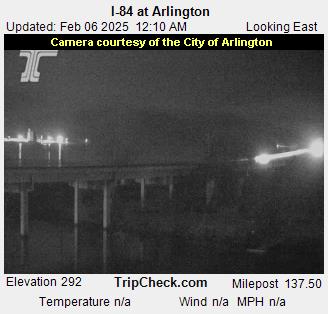 I-84 at Arlington
Updated: Feb 06 2025 12:10 AM Looking East
Camera courtesy of the City of Arlington
Elevation 292 TripCheck.com Milepost 137.50
Temperature n/a Wind n/a MPH n/a